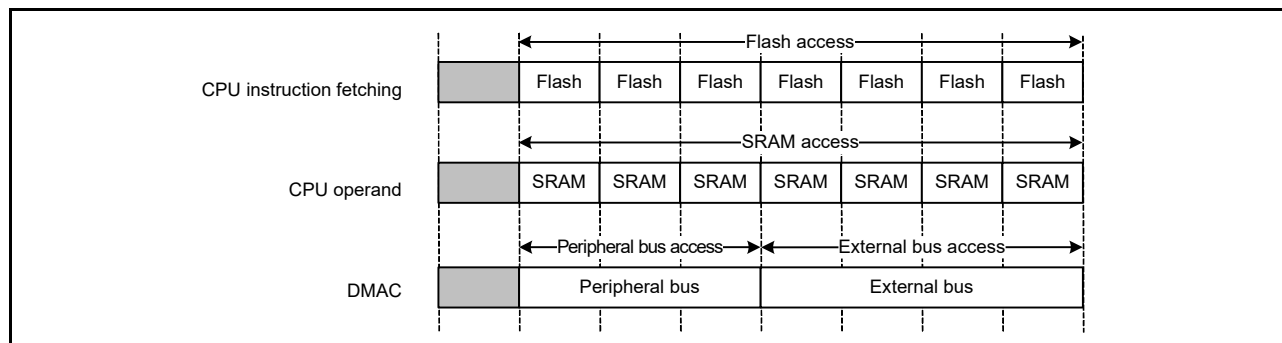 Flash access
CPU instruction fetching Flash Flash Flash Flash Flash Flash Flash
SRAM access
CPU operand SRAM SRAM SRAM SRAM SRAM SRAM SRAM
Peripheral bus access External bus access
DMAC Peripheral bus External bus